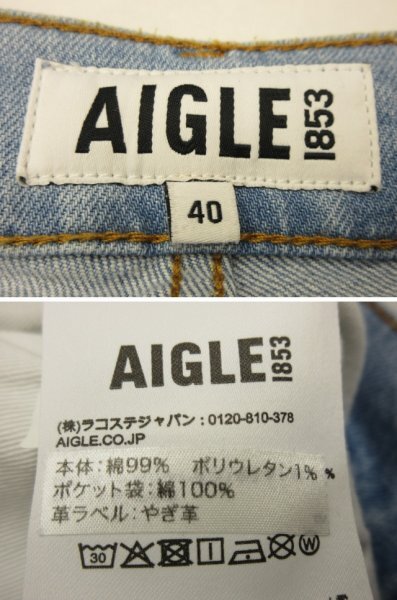 AIGLE 1853
40
AIGLE 1853
(株)ラコステジャパン:0120-810-378
AIGLE.CO.JP
本体:綿99% ポリウレタン1% %
ポケット袋:綿100%
革ラベル:やぎ革
30 W